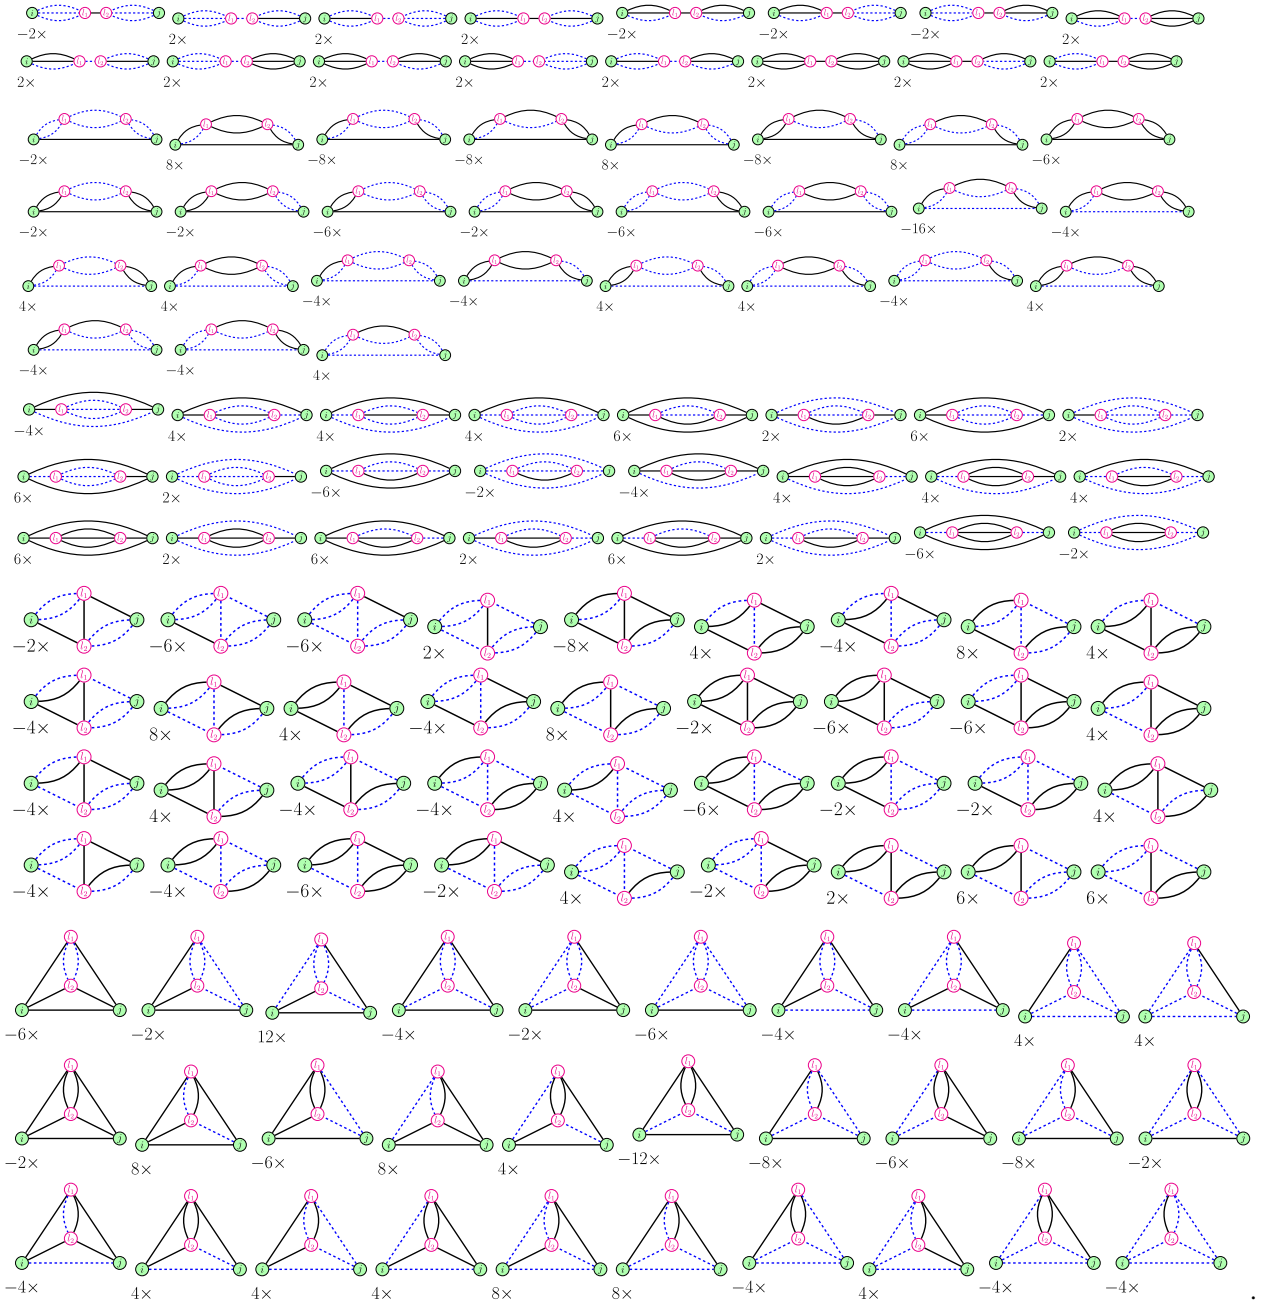 −2× 2× 2× 2× −2× −2× −2× 2×
2× 2× 2× 2× 2× 2× 2× 2×
−2× 8× −8× −8× 8× −8× 8× −6×
−2× −2× −6× −2× −6× −6× −16× −4×
4× 4× −4× −4× 4× 4× −4× 4×
−4× −4× 4×
−4× 4× 4× 4× 6× 2× 6× 2×
6× 2× −6× −2× −4× 4× 4× 4×
6× 2× 6× 2× 6× 2× −6× −2×
−2× −6× −6× 2× −8× 4× −4× 8× 4×
−4× 8× 4× −4× 8× −2× −6× −6× 4×
−4× 4× −4× −4× 4× −6× −2× −2× 4×
−4× −4× −6× −2× 4× −2× 2× 6× 6×
−6× −2× 12× −4× −2× −6× −4× −4× 4× 4×
−2× 8× −6× 8× 4× −12× −8× −6× −8× −2×
−4× 4× 4× 4× 8× 8× −4× 4× −4× −4× .